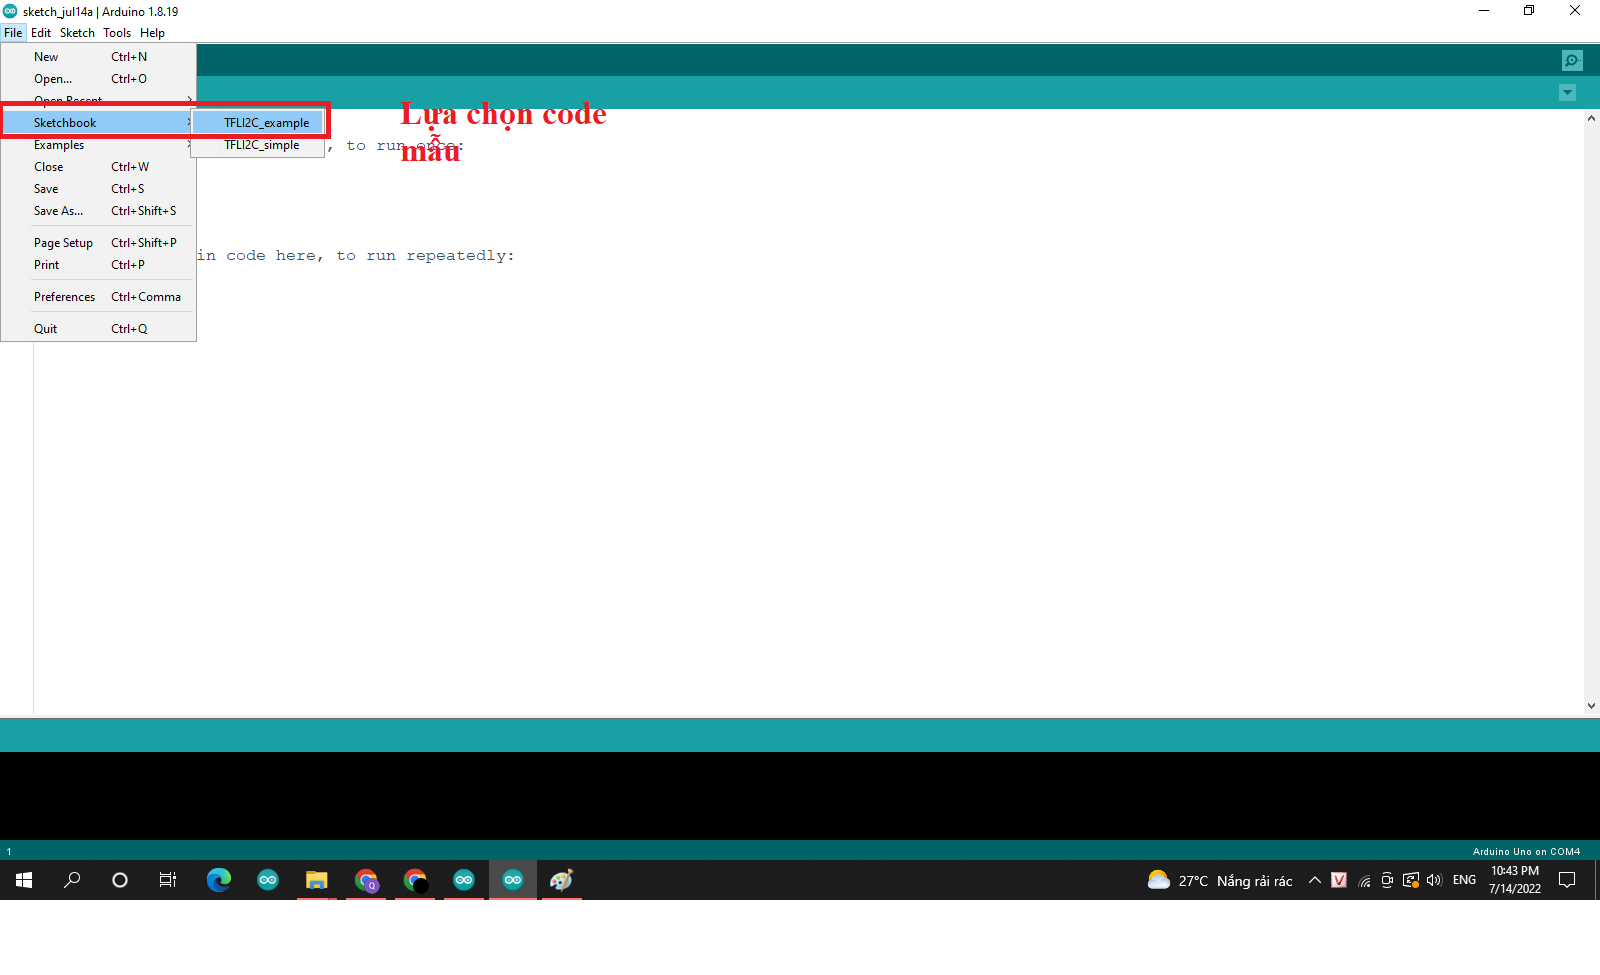 sketch_jul14a | Arduino 1.8.19
File Edit Sketch Tools Help
New Ctrl+N
Open... Ctrl+O
Open Recent
Sketchbook
TFLI2C_example
Lựa chọn code
mẫu
Examples
TFLI2C_simple
, to run once:
Close Ctrl+W
Save Ctrl+S
Save As... Ctrl+Shift+S
Page Setup Ctrl+Shift+P
in code here, to run repeatedly:
Print Ctrl+P
Preferences Ctrl+Comma
Quit Ctrl+Q
1
Arduino Uno on COM4
27°C Nắng rải rác
V
ENG
10:43 PM
7/14/2022
Q